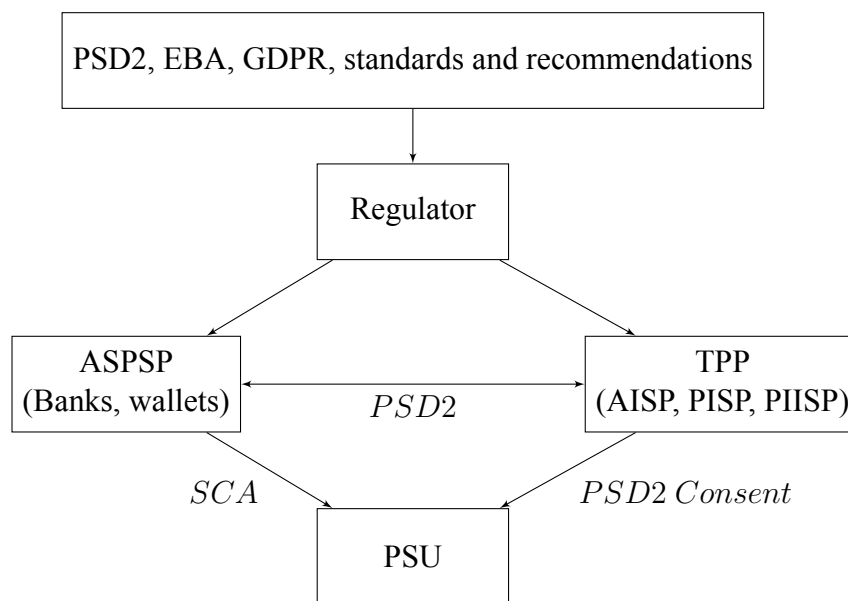 PSD2, EBA, GDPR, standards and recommendations
Regulator
ASPSP
(Banks, wallets)
PSD2
TPP
(AISP, PISP, PIISP)
SCA
PSD2 Consent
PSU